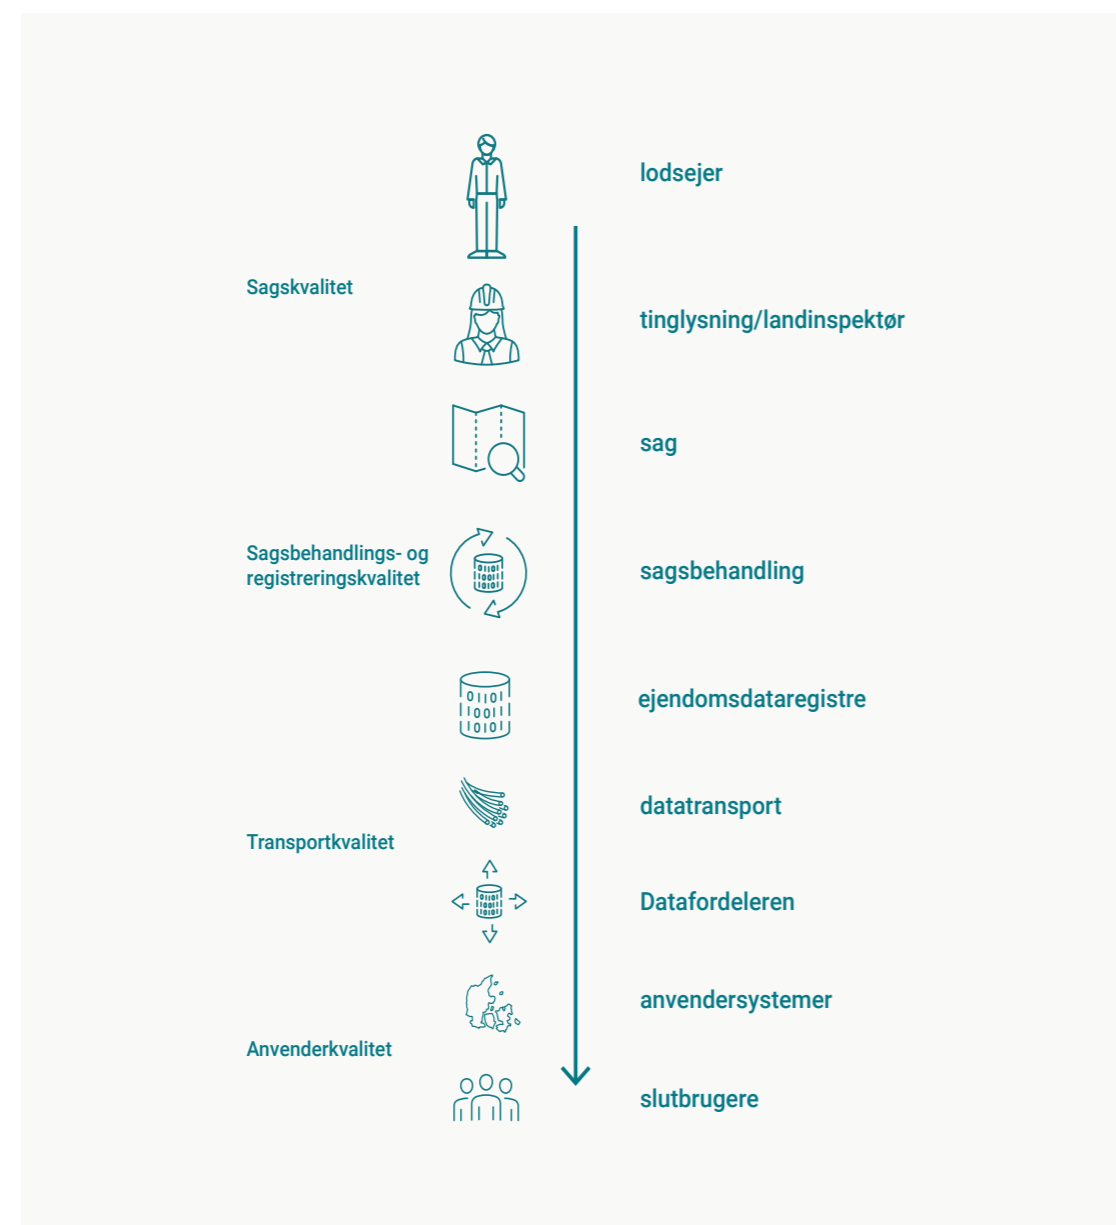 lodsejer
Sagskvalitet
tinglysning/landinspektør
sag
Sagsbehandlings- og
registreringskvalitet
sagsbehandling
ejendomsdataregistre
datatransport
Transportkvalitet
Datafordeleren
anvendersystemer
Anvenderkvalitet
slutbrugere